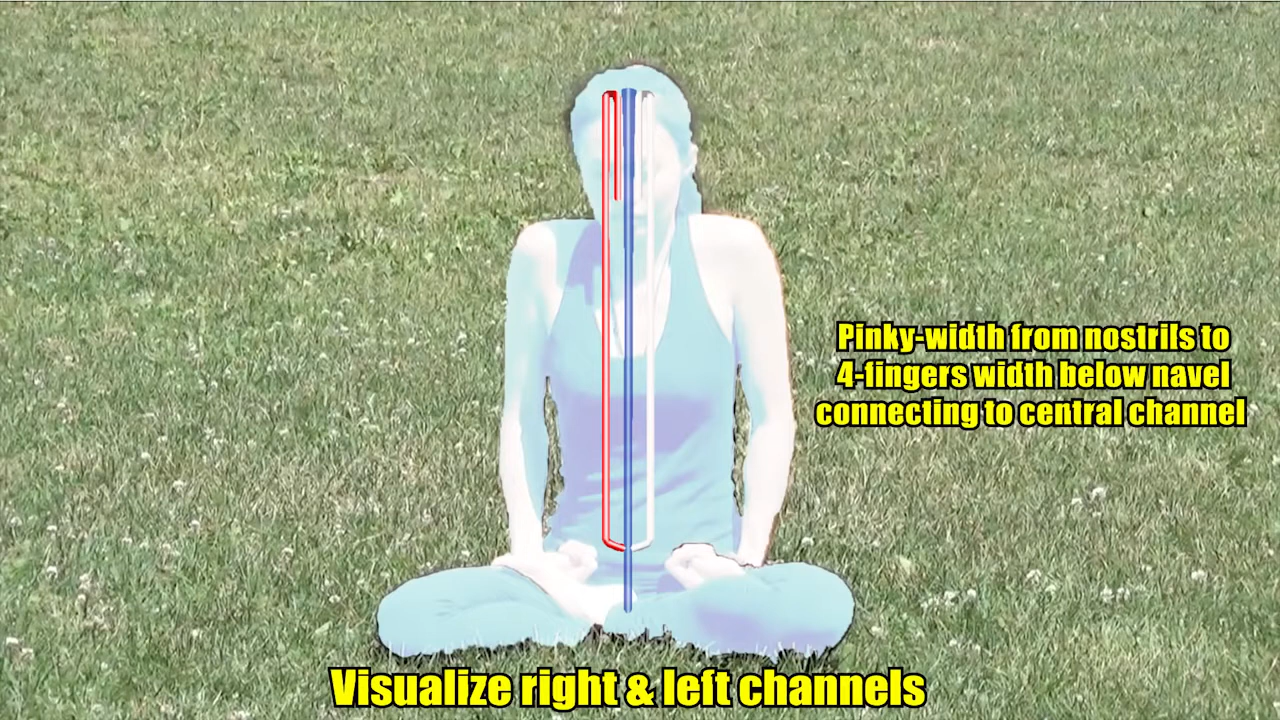 Pinky-width from nostrils to
4-fingers width below navel
connecting to central channel
Visualize right & left channels